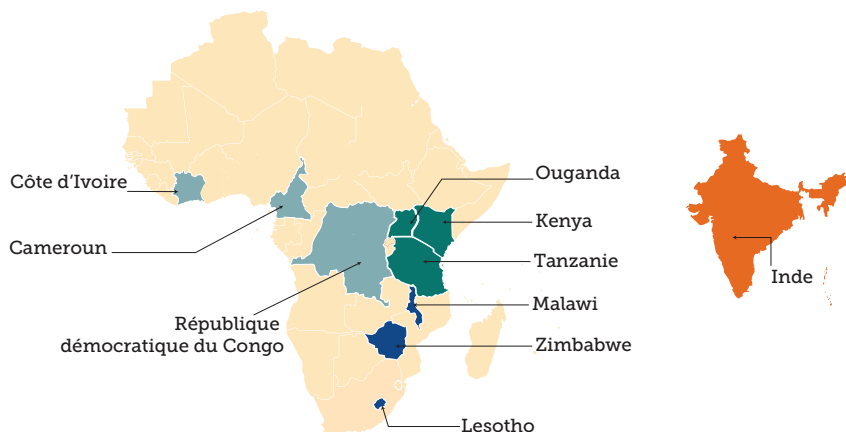 Côte d'Ivoire
Cameroun
République
démocratique du Congo
Ouganda
Kenya
Tanzanie
Malawi
Zimbabwe
Lesotho
Inde